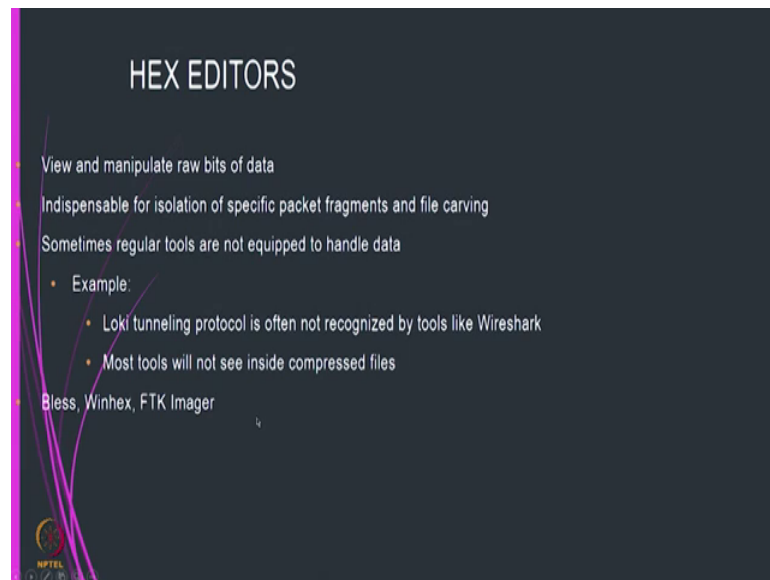 HEX EDITORS
View and manipulate raw bits of data
Indispensable for isolation of specific packet fragments and file carving
Sometimes regular tools are not equipped to handle data
Example:
Loki tunneling protocol is often not recognized by tools like Wireshark
Most tools will not see inside compressed files
Bless, Winhex, FTK Imager
NPTEL